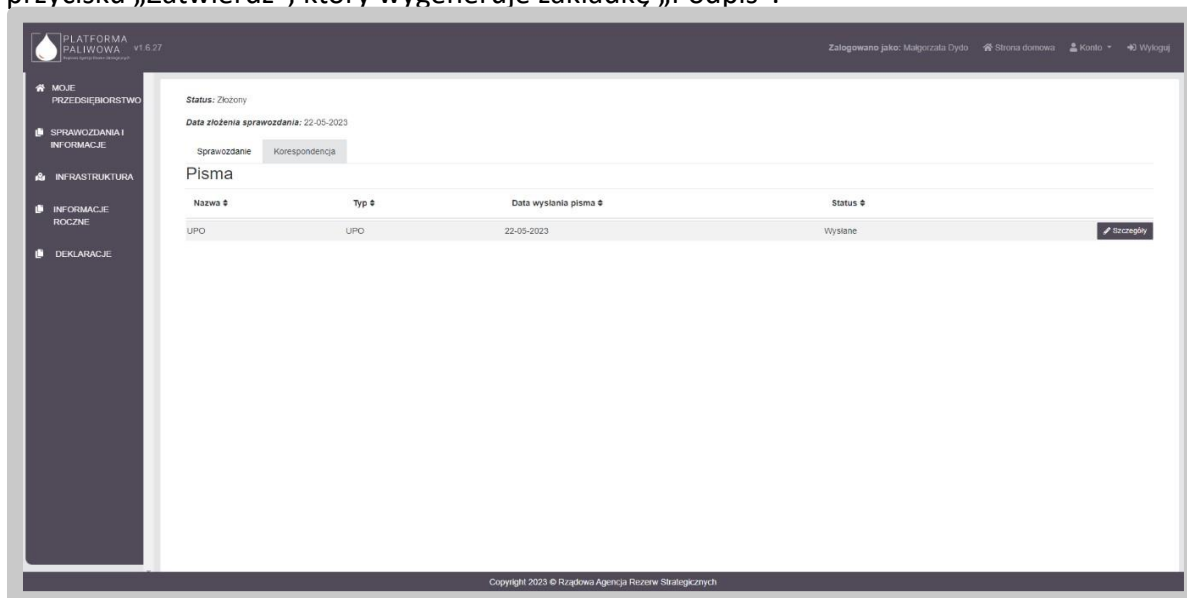 przycisku „Zatwierdź", który wygeneruje zakładkę „Podpis".
PLATFORMA
PALIWOWA v1.6.27
Zalogowano jako: Małgorzata Dydo Strona domowa Konto Wyloguj
MOJE
PRZEDSIĘBIORSTWO
SPRAWOZDANIA I
INFORMACJE
INFRASTRUKTURA
INFORMACJE
ROCZNE
DEKLARACJE
Status: Złożony
Data złożenia sprawozdania: 22-05-2023
Sprawozdanie Korespondencja
Pisma
Nazwa Typ Data wysłania pisma Status
UPO UPO 22-05-2023 Wysłane Szczegóły
Copyright 2023 © Rządowa Agencja Rezerw Strategicznych